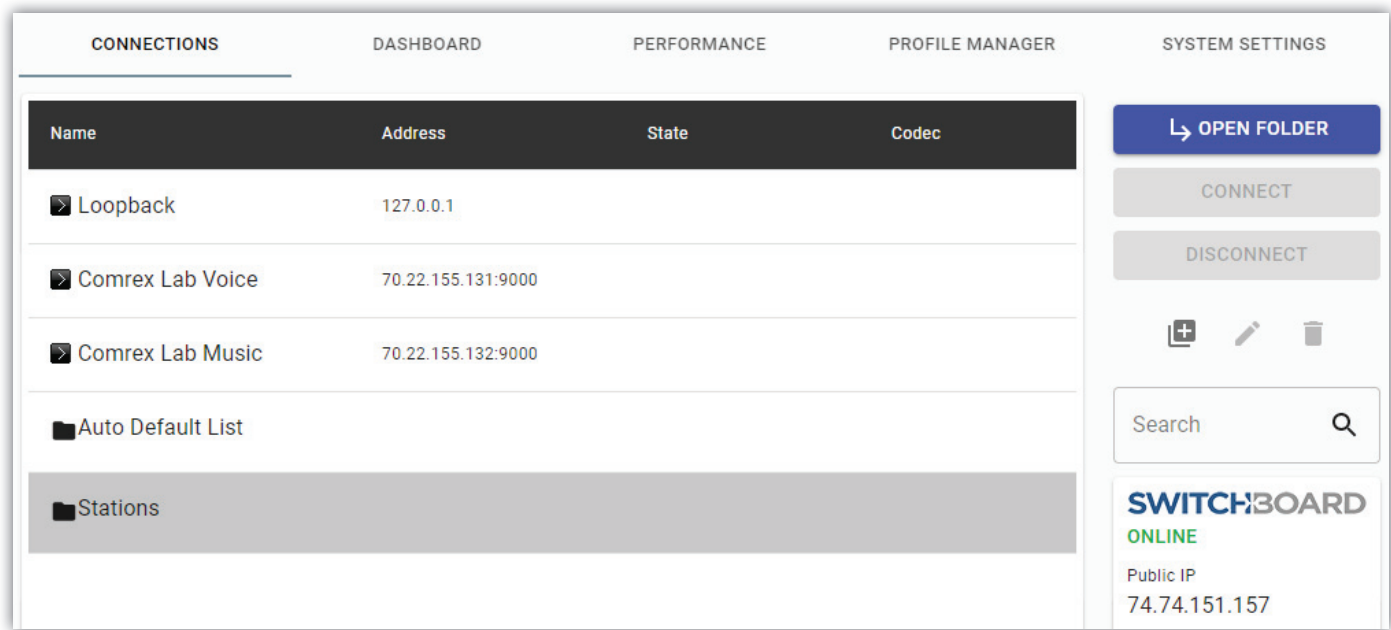 CONNECTIONS DASHBOARD PERFORMANCE PROFILE MANAGER SYSTEM SETTINGS
Name Address State Codec
Loopback 127.0.0.1
Comrex Lab Voice 70.22.155.131:9000
Comrex Lab Music 70.22.155.132:9000
Auto Default List
Stations
OPEN FOLDER
CONNECT
DISCONNECT
Search
SWITCHBOARD
ONLINE
Public IP
74.74.151.157